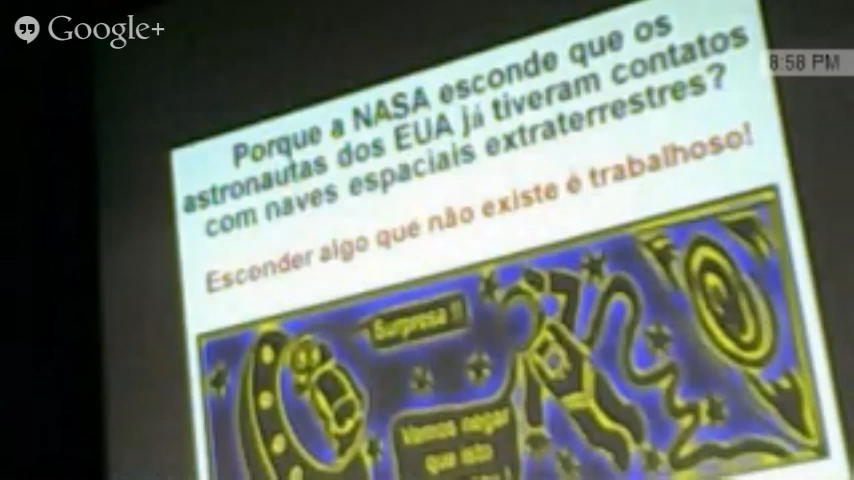 Google+
8:58 PM
Porque a NASA esconde que os
astronautas dos EUA já tiveram contatos
com naves espaciais extraterrestres?
Esconder algo que não existe é trabalhoso!
Surpresa !!
Vamos negar
que isto